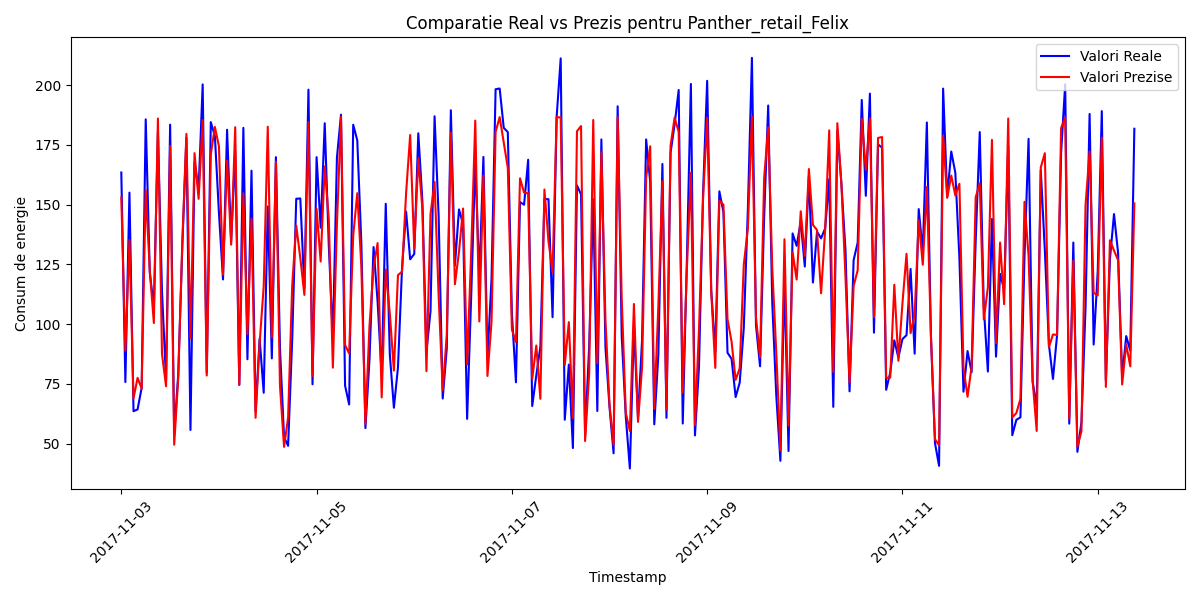 Comparatie Real vs Prezis pentru Panther_retail_Felix
Valori Reale
Valori Prezise
Consum de energie
200
175
150
125
100
75
50
2017-11-03
2017-11-05
2017-11-07
2017-11-09
2017-11-11
2017-11-13
Timestamp